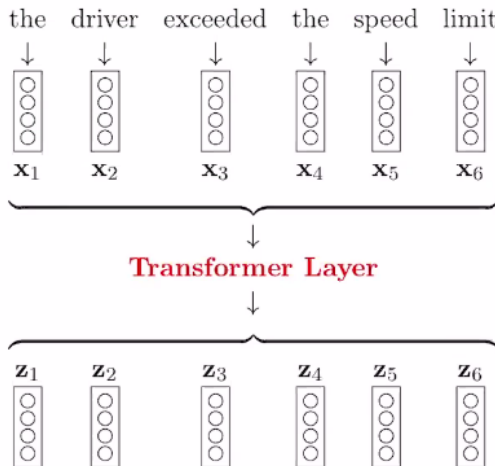 the driver exceeded the speed limit
x₁ x₂ x₃ x₄ x₅ x₆
Transformer Layer
z₁ z₂ z₃ z₄ z₅ z₆